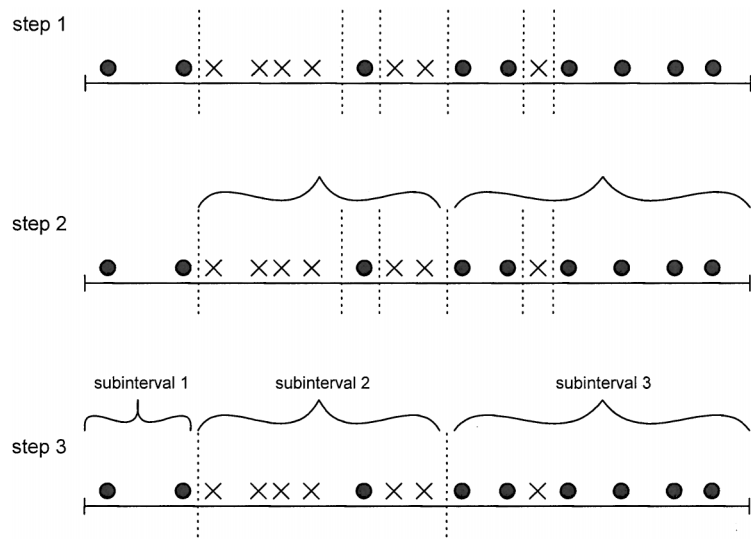 step 1
step 2
subinterval 1
subinterval 2
subinterval 3
step 3